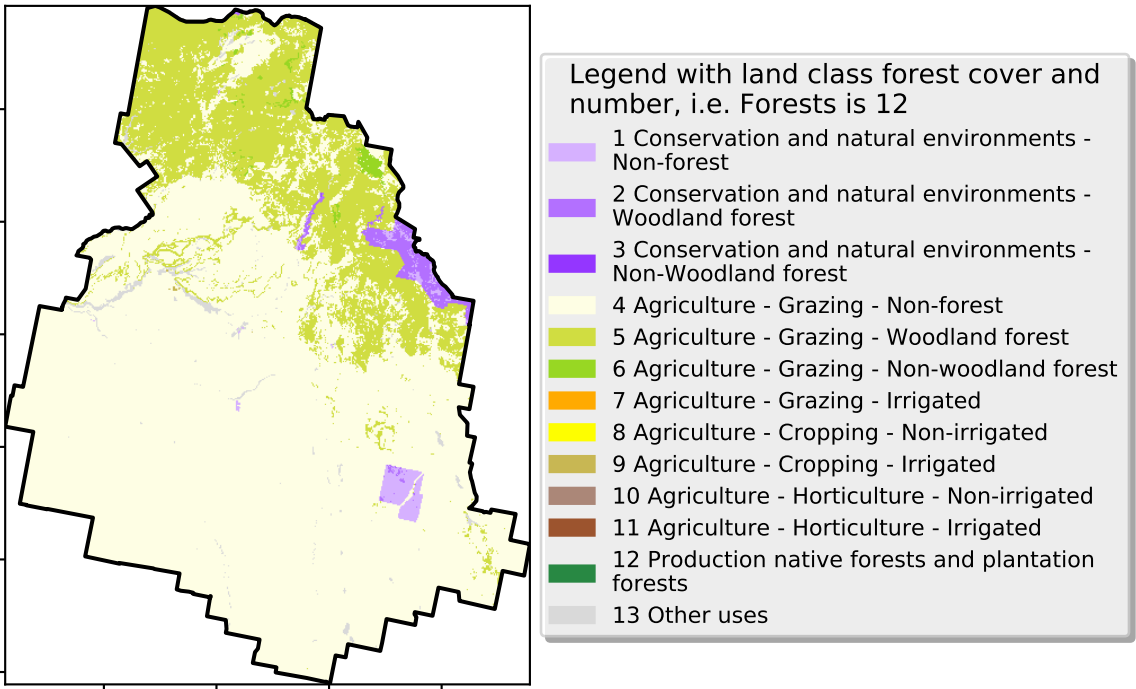 Legend with land class forest cover and
number, i.e. Forests is 12
1 Conservation and natural environments -
Non-forest
2 Conservation and natural environments -
Woodland forest
3 Conservation and natural environments -
Non-Woodland forest
4 Agriculture - Grazing - Non-forest
5 Agriculture - Grazing - Woodland forest
6 Agriculture - Grazing - Non-woodland forest
7 Agriculture - Grazing - Irrigated
8 Agriculture - Cropping - Non-irrigated
9 Agriculture - Cropping - Irrigated
10 Agriculture - Horticulture - Non-irrigated
11 Agriculture - Horticulture - Irrigated
12 Production native forests and plantation
forests
13 Other uses